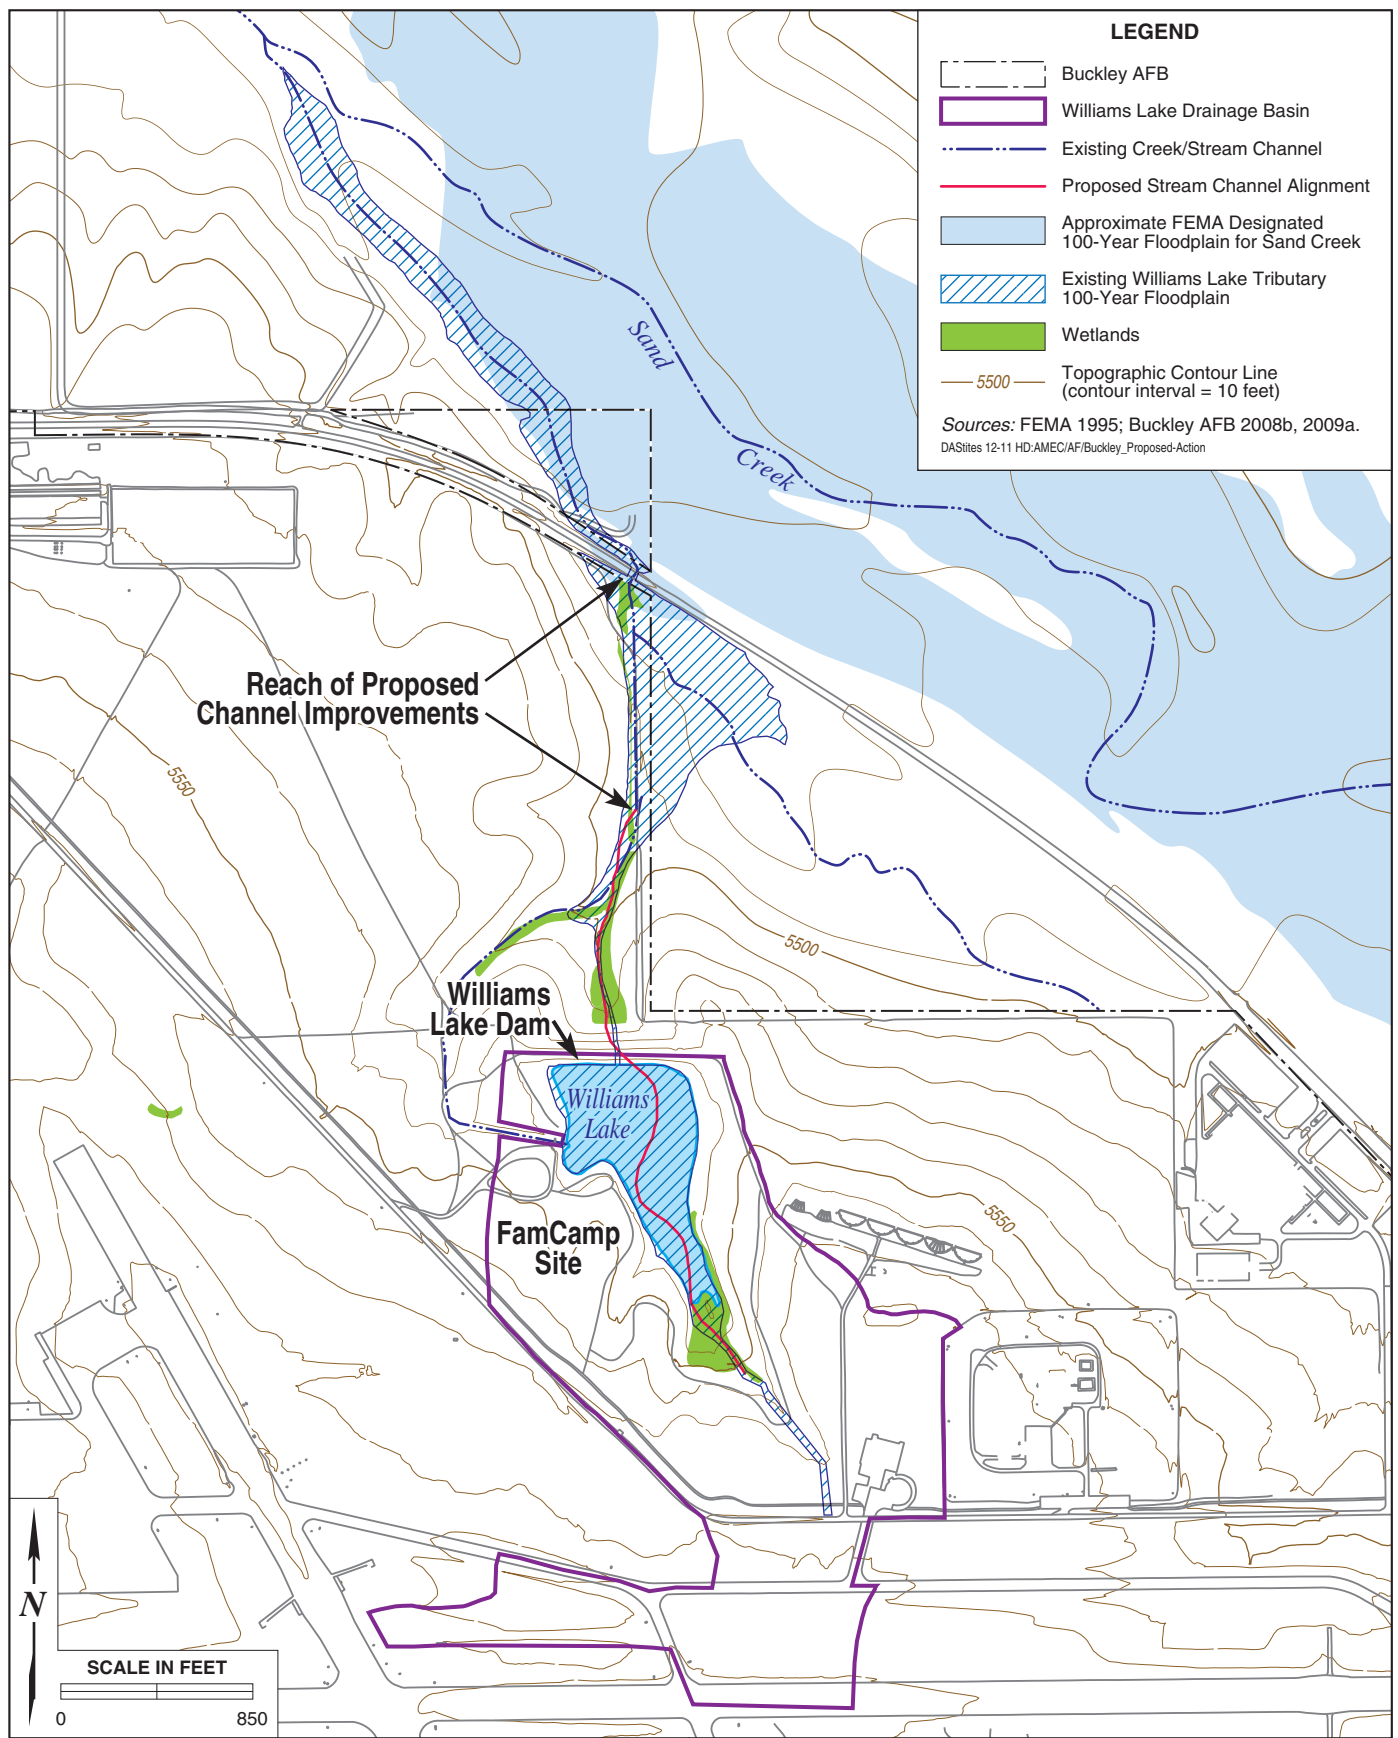 LEGEND
Buckley AFB
Williams Lake Drainage Basin
Existing Creek/Stream Channel
Proposed Stream Channel Alignment
Approximate FEMA Designated
100-Year Floodplain for Sand Creek
Existing Williams Lake Tributary
100-Year Floodplain
Wetlands
5500
Topographic Contour Line
(contour interval = 10 feet)
Sources: FEMA 1995; Buckley AFB 2008b, 2009a.
DAStites 12-11 HD:AMEC/AF/Buckley_Proposed-Action
Sand
Creek
Reach of Proposed
Channel Improvements
5550
5500
Williams
Lake Dam
Williams
Lake
FamCamp
Site
5550
N
SCALE IN FEET
0 850